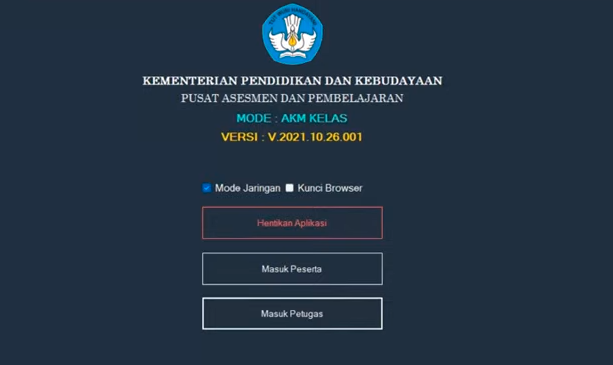 KEMENTERIAN PENDIDIKAN DAN KEBUDAYAAN
PUSAT ASESMEN DAN PEMBELAJARAN
MODE : AKM KELAS
VERSI : V.2021.10.26.001
Mode Jaringan Kunci Browser
Hentikan Aplikasi
Masuk Peserta
Masuk Petugas